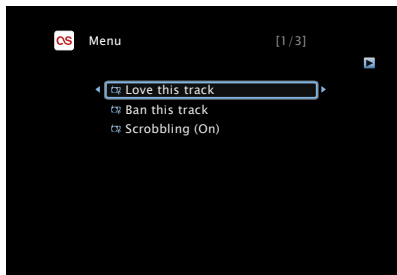 Menu [1/3]
Love this track
Ban this track
Scrobbling (On)